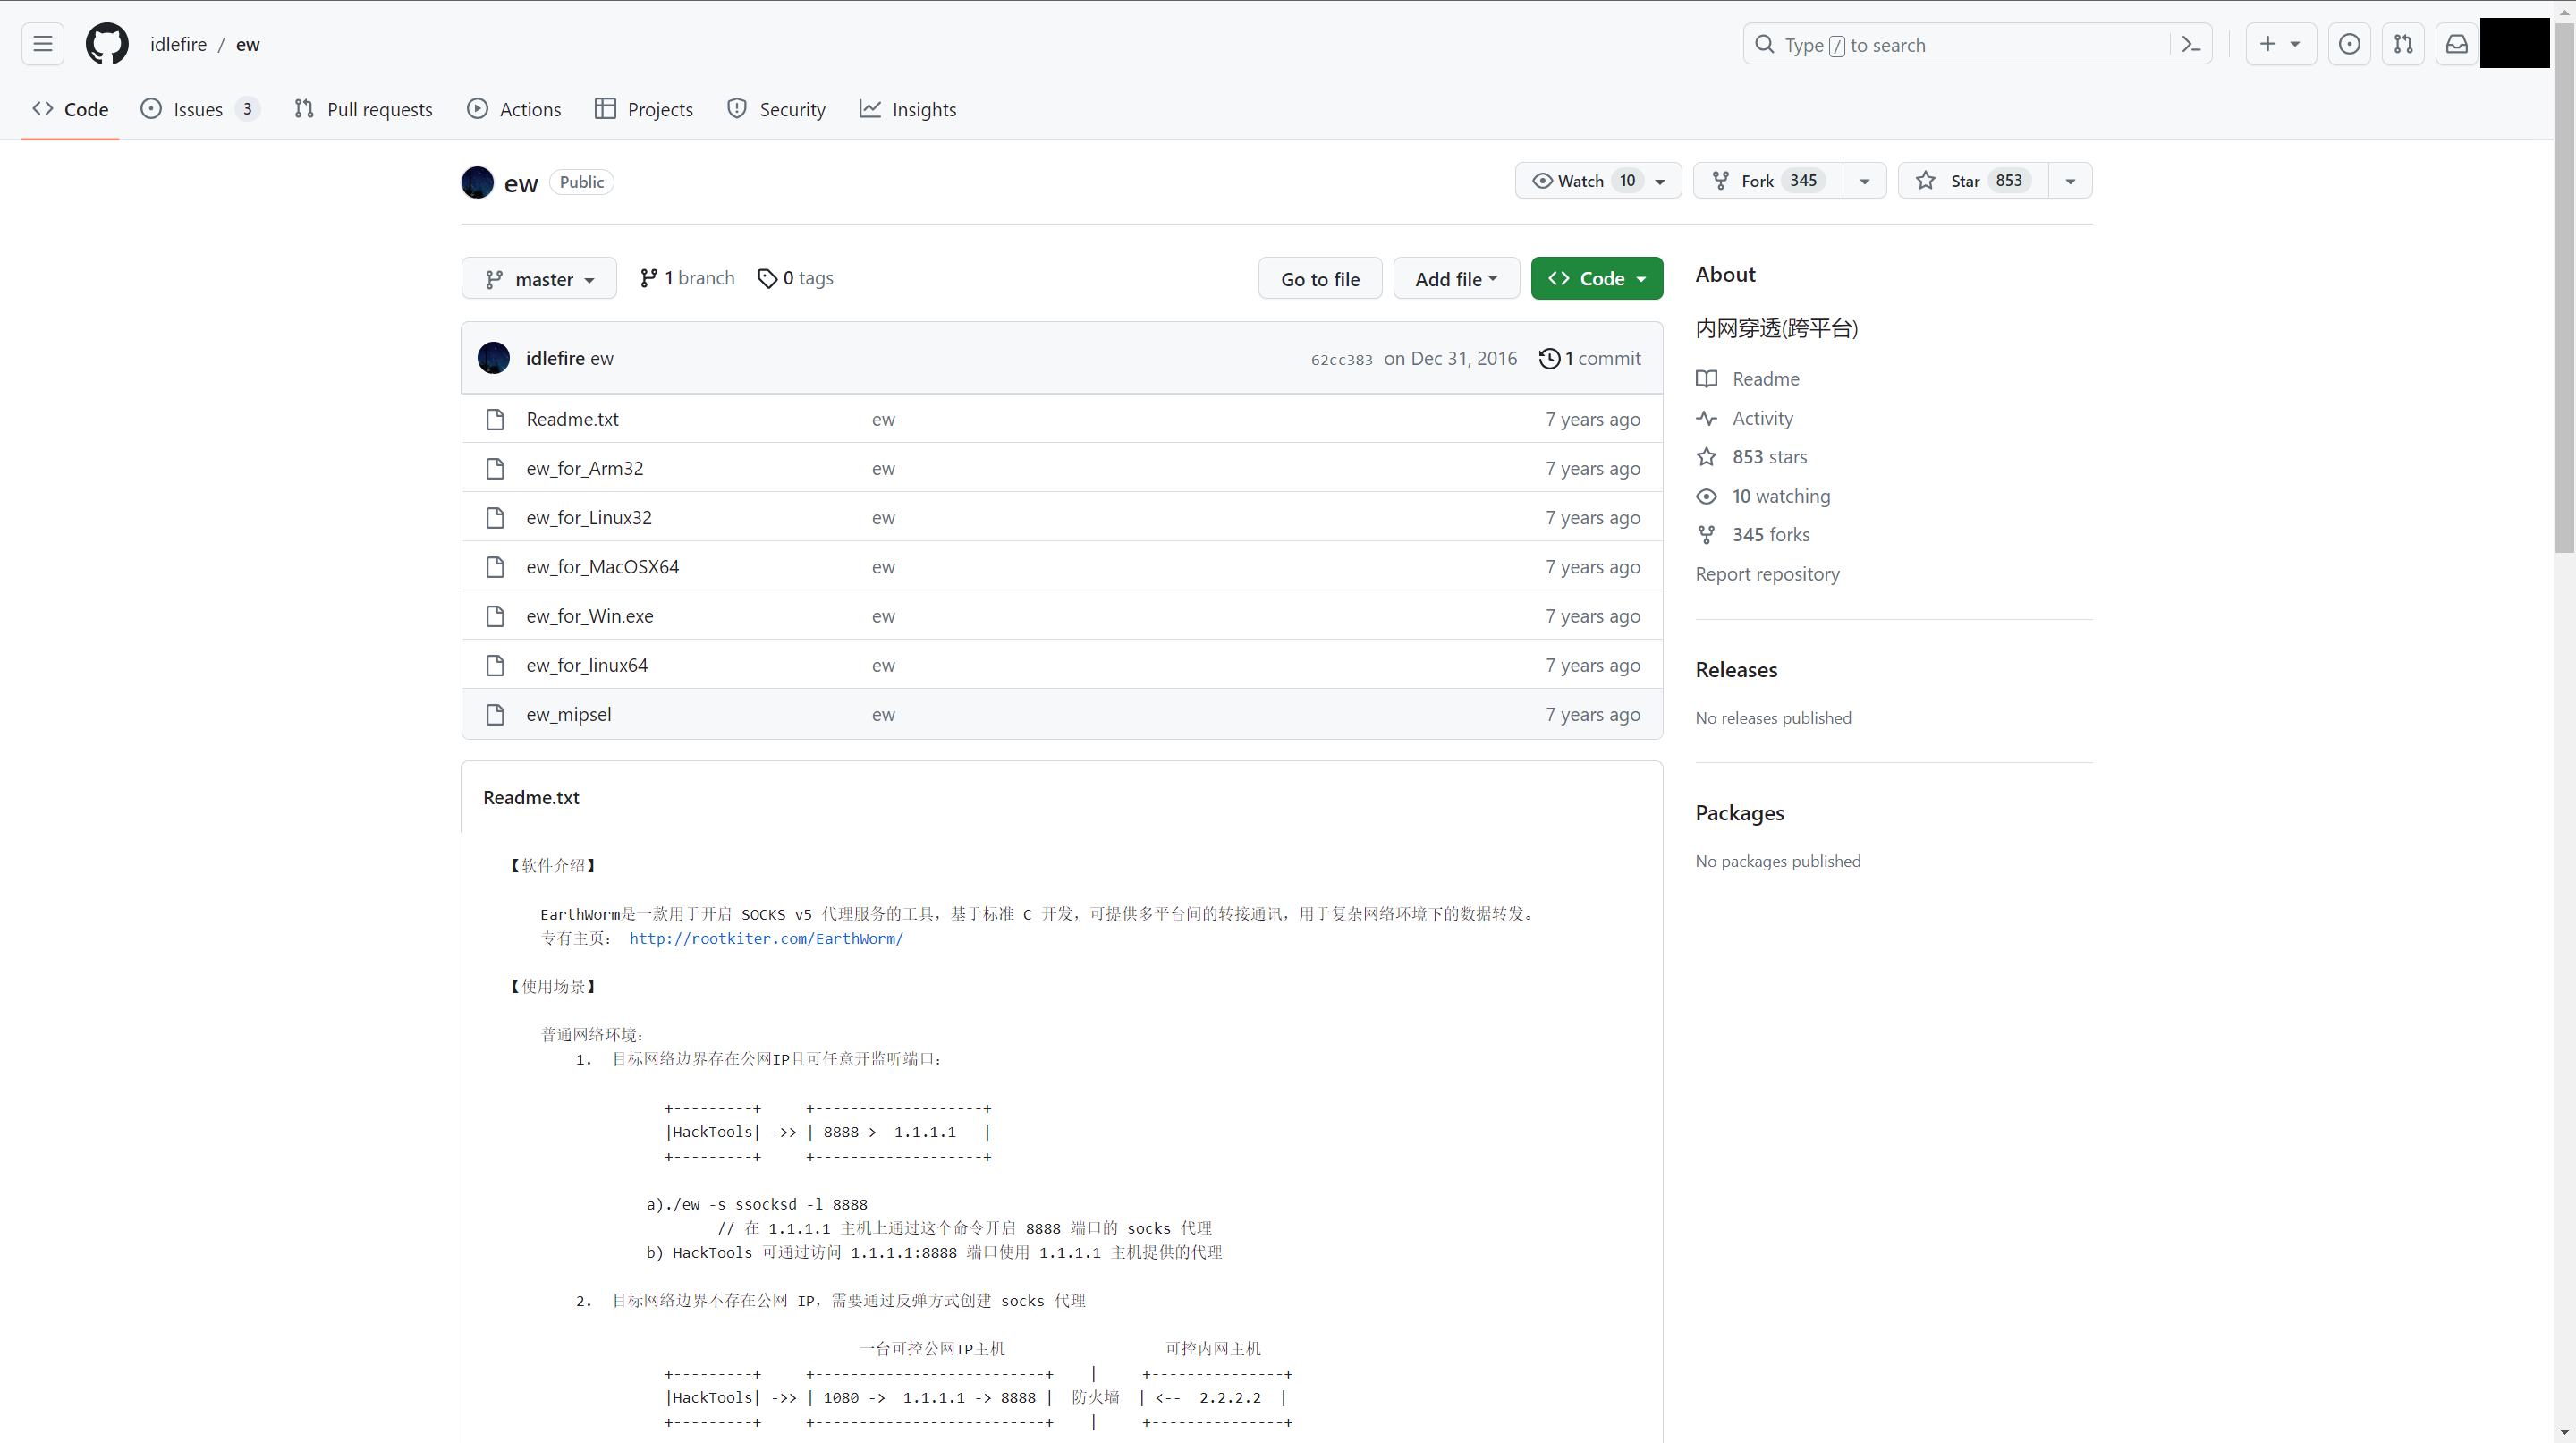 idlefire / ew
Type / to search
Code
Issues 3
Pull requests
Actions
Projects
Security
Insights
ew Public
Watch 10
Fork 345
Star 853
master
1 branch
0 tags
Go to file
Add file
Code
idlefire ew 62cc383 on Dec 31, 2016 1 commit
Readme.txt ew 7 years ago
ew_for_Arm32 ew 7 years ago
ew_for_Linux32 ew 7 years ago
ew_for_MacOSX64 ew 7 years ago
ew_for_Win.exe ew 7 years ago
ew_for_linux64 ew 7 years ago
ew_mipsel ew 7 years ago
Readme.txt
【软件介绍】
EarthWorm是一款用于开启 SOCKS v5 代理服务的工具，基于标准 C 开发，可提供多平台间的转接通讯，用于复杂网络环境下的数据转发。
专有主页： http://rootkiter.com/EarthWorm/
【使用场景】
普通网络环境：
1. 目标网络边界存在公网IP且可任意开监听端口：
+---------+     +-------------------+
|HackTools| ->> | 8888->  1.1.1.1   |
+---------+     +-------------------+
a)./ew -s ssocksd -l 8888
// 在 1.1.1.1 主机上通过这个命令开启 8888 端口的 socks 代理
b) HackTools 可通过访问 1.1.1.1:8888 端口使用 1.1.1.1 主机提供的代理
2. 目标网络边界不存在公网 IP，需要通过反弹方式创建 socks 代理
一台可控公网IP主机 可控内网主机
+---------+     +--------------------------+    |     +---------------+
|HackTools| ->> | 1080 ->  1.1.1.1 -> 8888 |  防火墙  | <--  2.2.2.2  |
+---------+     +--------------------------+    |     +---------------+
About
内网穿透(跨平台)
Readme
Activity
853 stars
10 watching
345 forks
Report repository
Releases
No releases published
Packages
No packages published